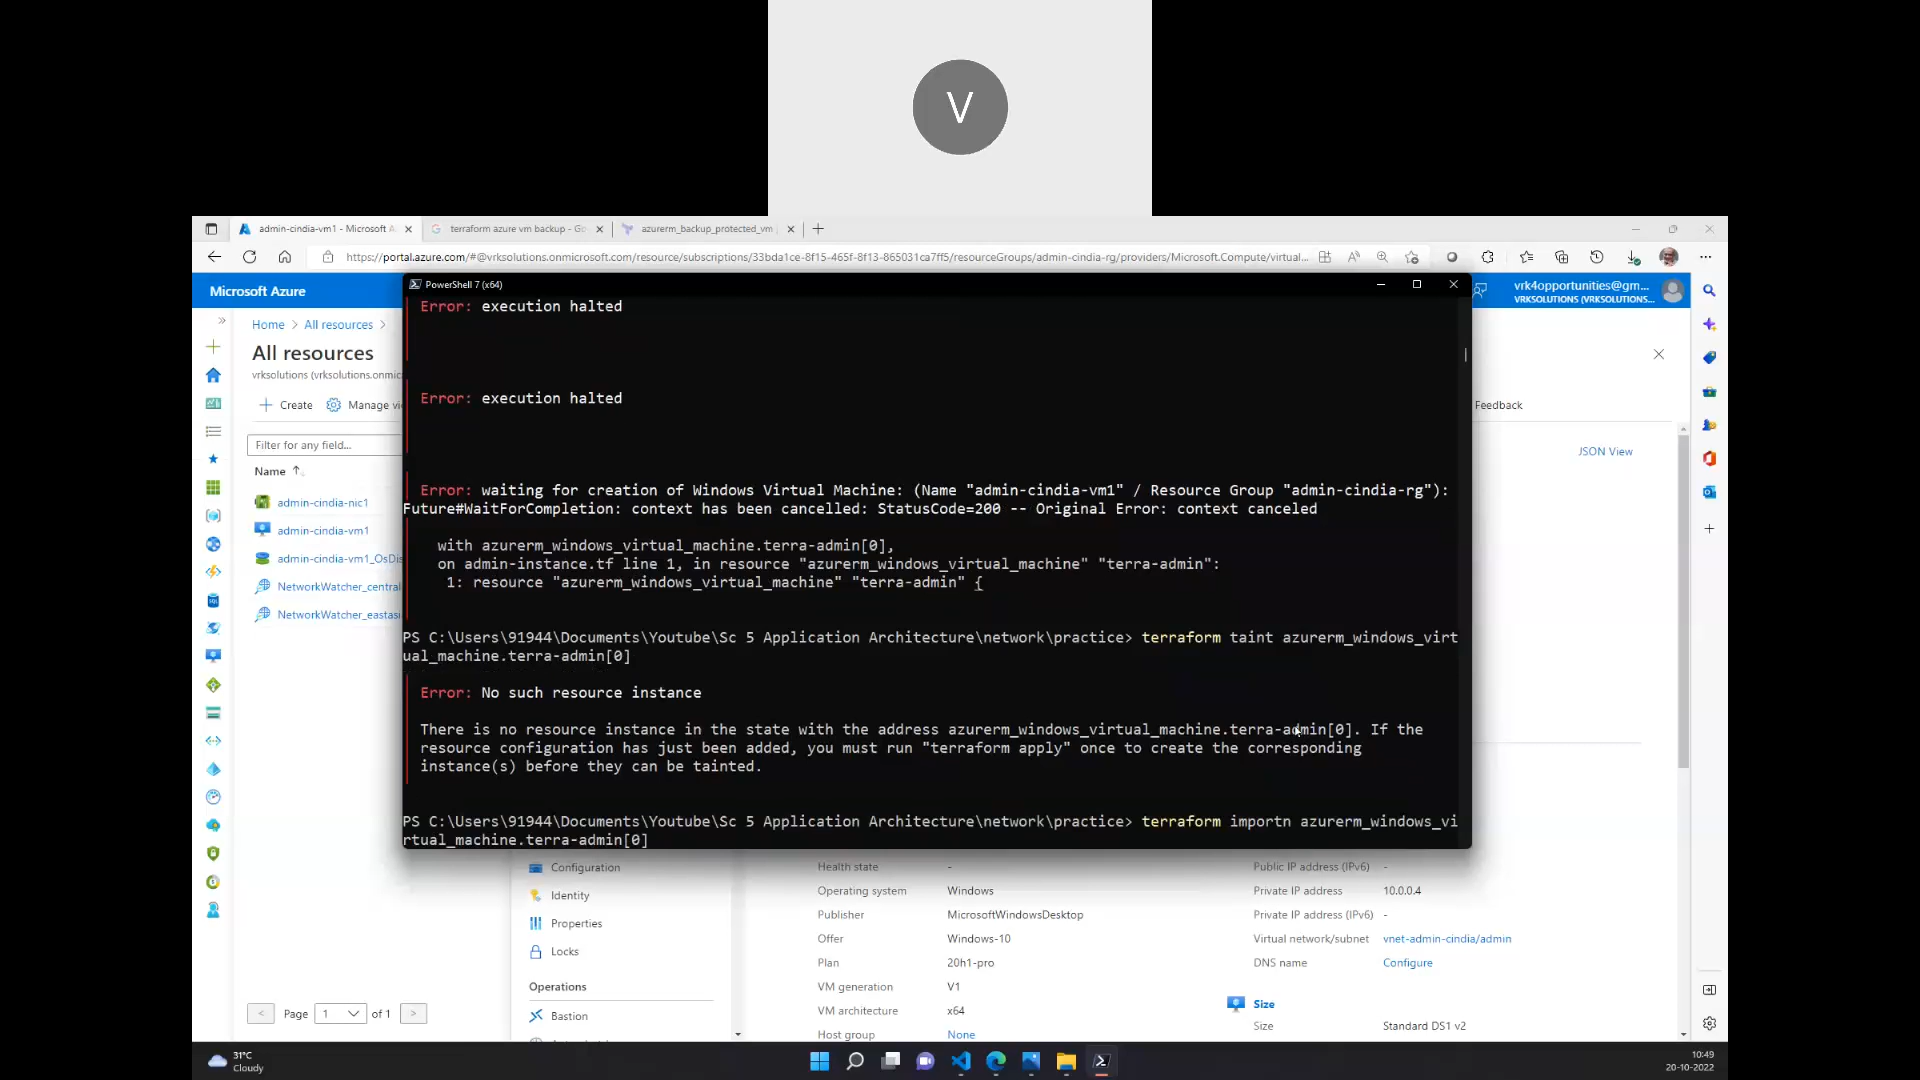 V
admin-cindia-vm1 - Microsoft A
terraform azure vm backup - Go
azurerm_backup_protected_vm
https://portal.azure.com/#@vrksolutions.onmicrosoft.com/resource/subscriptions/33bda1ce-8f15-465f-8f13-865031ca7ff5/resourceGroups/admin-cindia-rg/providers/Microsoft.Compute/virtual...
Microsoft Azure
vrk4opportunities@gm...
VRKSOLUTIONS (VRKSOLUTIONS....
Home > All resources >
All resources
vrksolutions (vrksolutions.onmic
Create
Manage vi
Filter for any field...
Name ↑
admin-cindia-nic1
admin-cindia-vm1
admin-cindia-vm1_OsDis
NetworkWatcher_central
NetworkWatcher_eastasi
< Page 1 of 1 >
PowerShell 7 (x64)
Error: execution halted
Error: execution halted
Error: waiting for creation of Windows Virtual Machine: (Name "admin-cindia-vm1" / Resource Group "admin-cindia-rg"):
Future#WaitForCompletion: context has been cancelled: StatusCode=200 -- Original Error: context canceled
with azurerm_windows_virtual_machine.terra-admin[0],
on admin-instance.tf line 1, in resource "azurerm_windows_virtual_machine" "terra-admin":
1: resource "azurerm_windows_virtual_machine" "terra-admin" {
PS C:\Users\91944\Documents\Youtube\Sc 5 Application Architecture\network\practice> terraform taint azurerm_windows_virt
ual_machine.terra-admin[0]
Error: No such resource instance
There is no resource instance in the state with the address azurerm_windows_virtual_machine.terra-admin[0]. If the
resource configuration has just been added, you must run "terraform apply" once to create the corresponding
instance(s) before they can be tainted.
PS C:\Users\91944\Documents\Youtube\Sc 5 Application Architecture\network\practice> terraform importn azurerm_windows_vi
rtual_machine.terra-admin[0]
Feedback
JSON View
Configuration
Identity
Properties
Locks
Operations
Bastion
Health state -
Operating system Windows
Publisher MicrosoftWindowsDesktop
Offer Windows-10
Plan 20h1-pro
VM generation V1
VM architecture x64
Host group None
Public IP address (IPv6) -
Private IP address 10.0.0.4
Private IP address (IPv6) -
Virtual network/subnet vnet-admin-cindia/admin
DNS name Configure
Size
Size Standard DS1 v2
31°C
Cloudy
10:49
20-10-2022